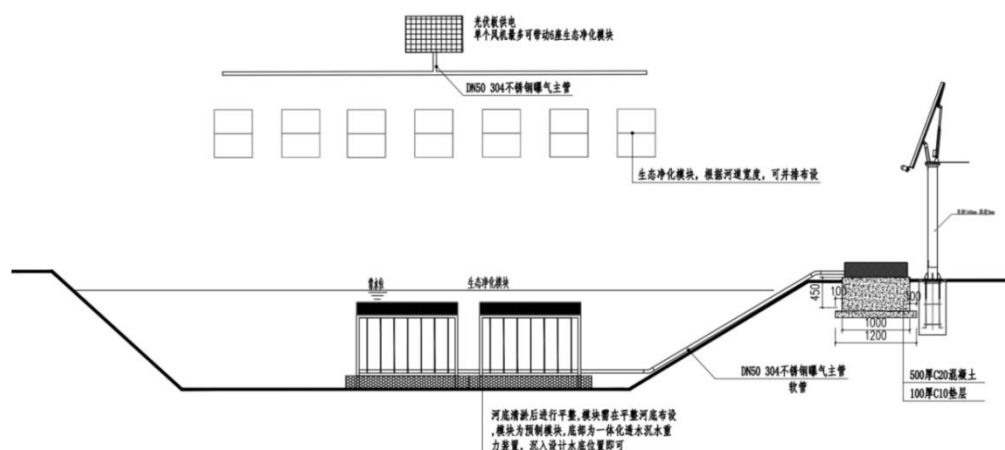 光伏板供电
单个风机最多可带动6座生态净化模块
DN50 304不锈钢曝气主管
生态净化模块，根据河道宽度，可并排布设
常水位
生态净化模块
450
100
100
1000
1200
DN50 304不锈钢曝气主管
软管
500厚C20混凝土
100厚C10垫层
河底清淤后进行平整,模块需在平整河底布设
,模块为预制模块,底部为一体化透水沉水重
力装置，沉入设计水底位置即可